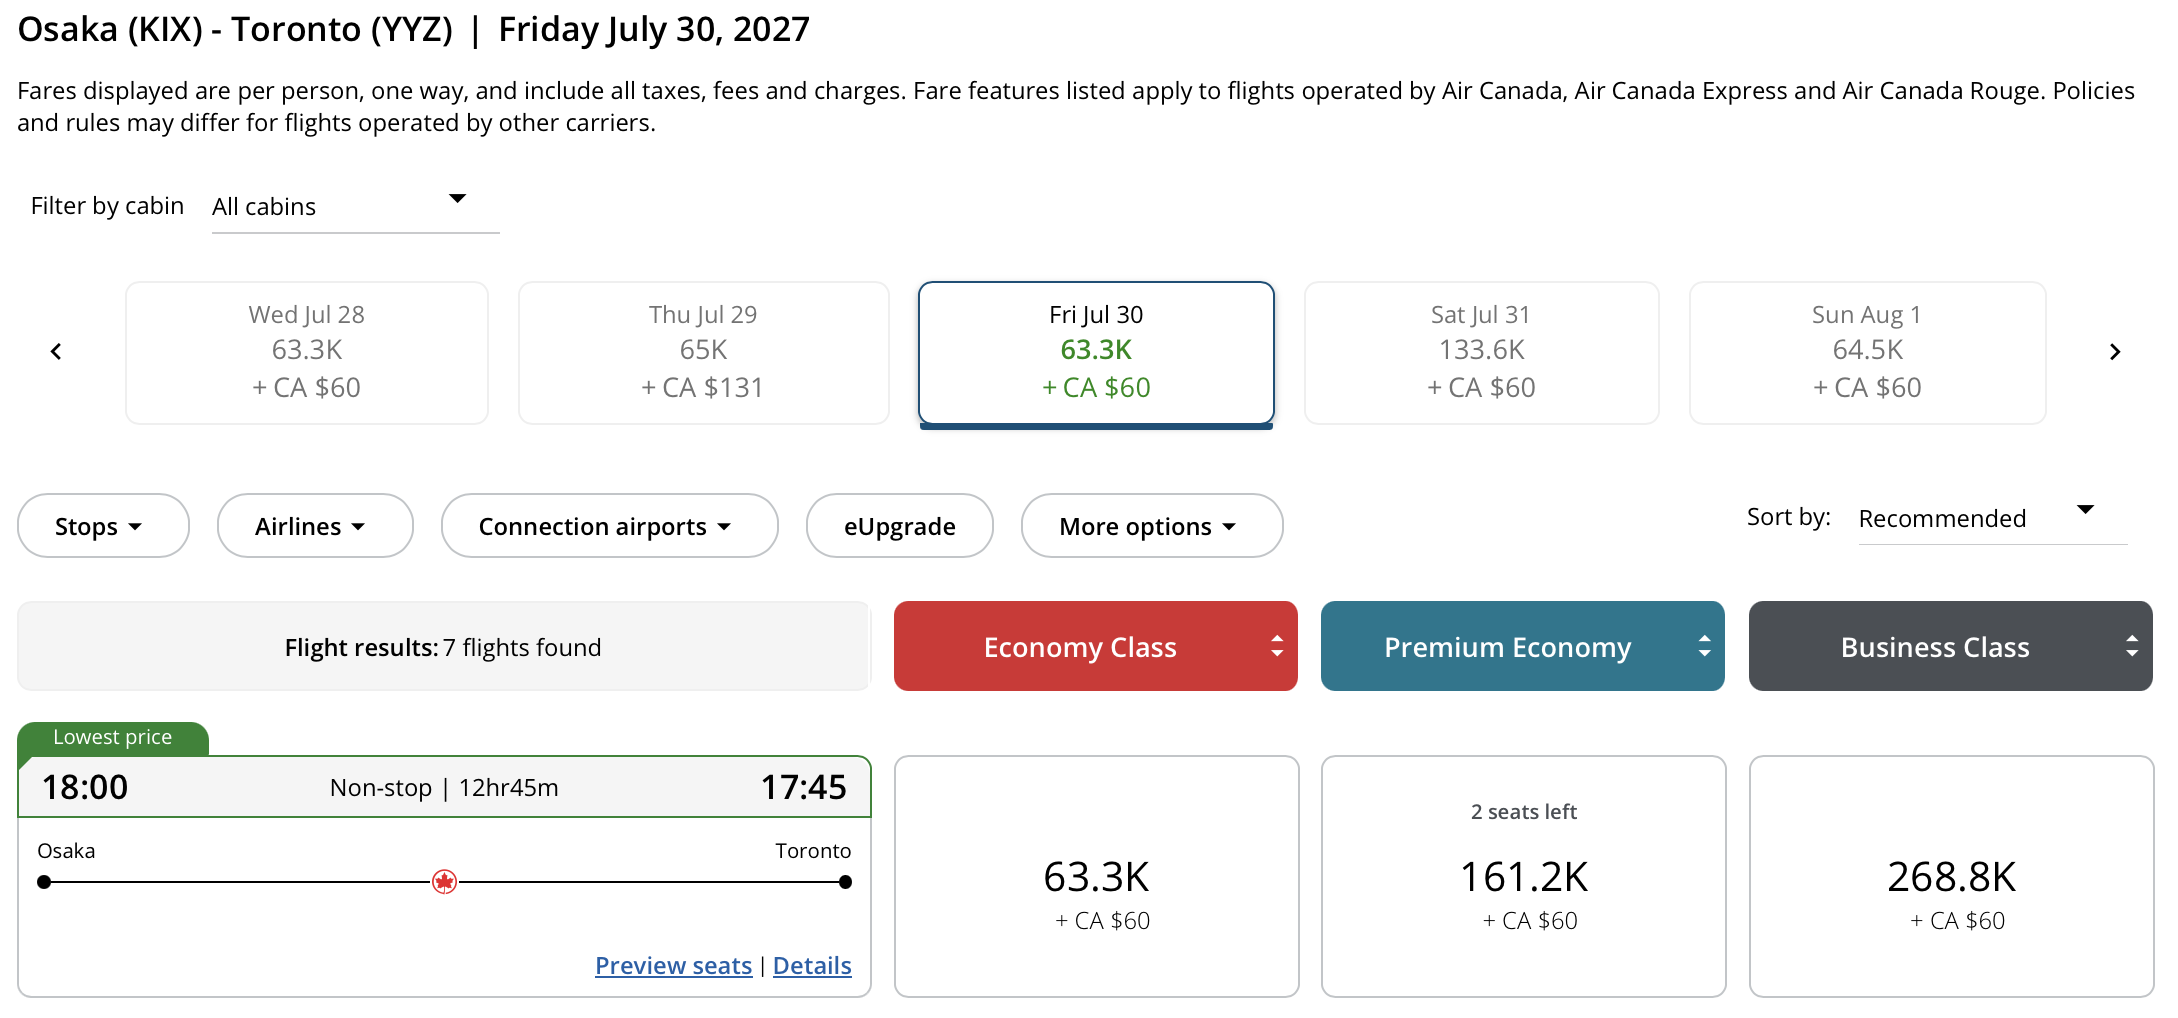 Osaka (KIX) - Toronto (YYZ) | Friday July 30, 2027
Fares displayed are per person, one way, and include all taxes, fees and charges. Fare features listed apply to flights operated by Air Canada, Air Canada Express and Air Canada Rouge. Policies
and rules may differ for flights operated by other carriers.
Filter by cabin All cabins
Wed Jul 28
63.3K
+ CA $60
Thu Jul 29
65K
+ CA $131
Fri Jul 30
63.3K
+ CA $60
Sat Jul 31
133.6K
+ CA $60
Sun Aug 1
64.5K
+ CA $60
Stops Airlines Connection airports eUpgrade More options Sort by: Recommended
Flight results: 7 flights found
Economy Class
Premium Economy
Business Class
Lowest price
18:00 Non-stop | 12hr45m 17:45
Osaka Toronto
Preview seats | Details
63.3K
+ CA $60
2 seats left
161.2K
+ CA $60
268.8K
+ CA $60